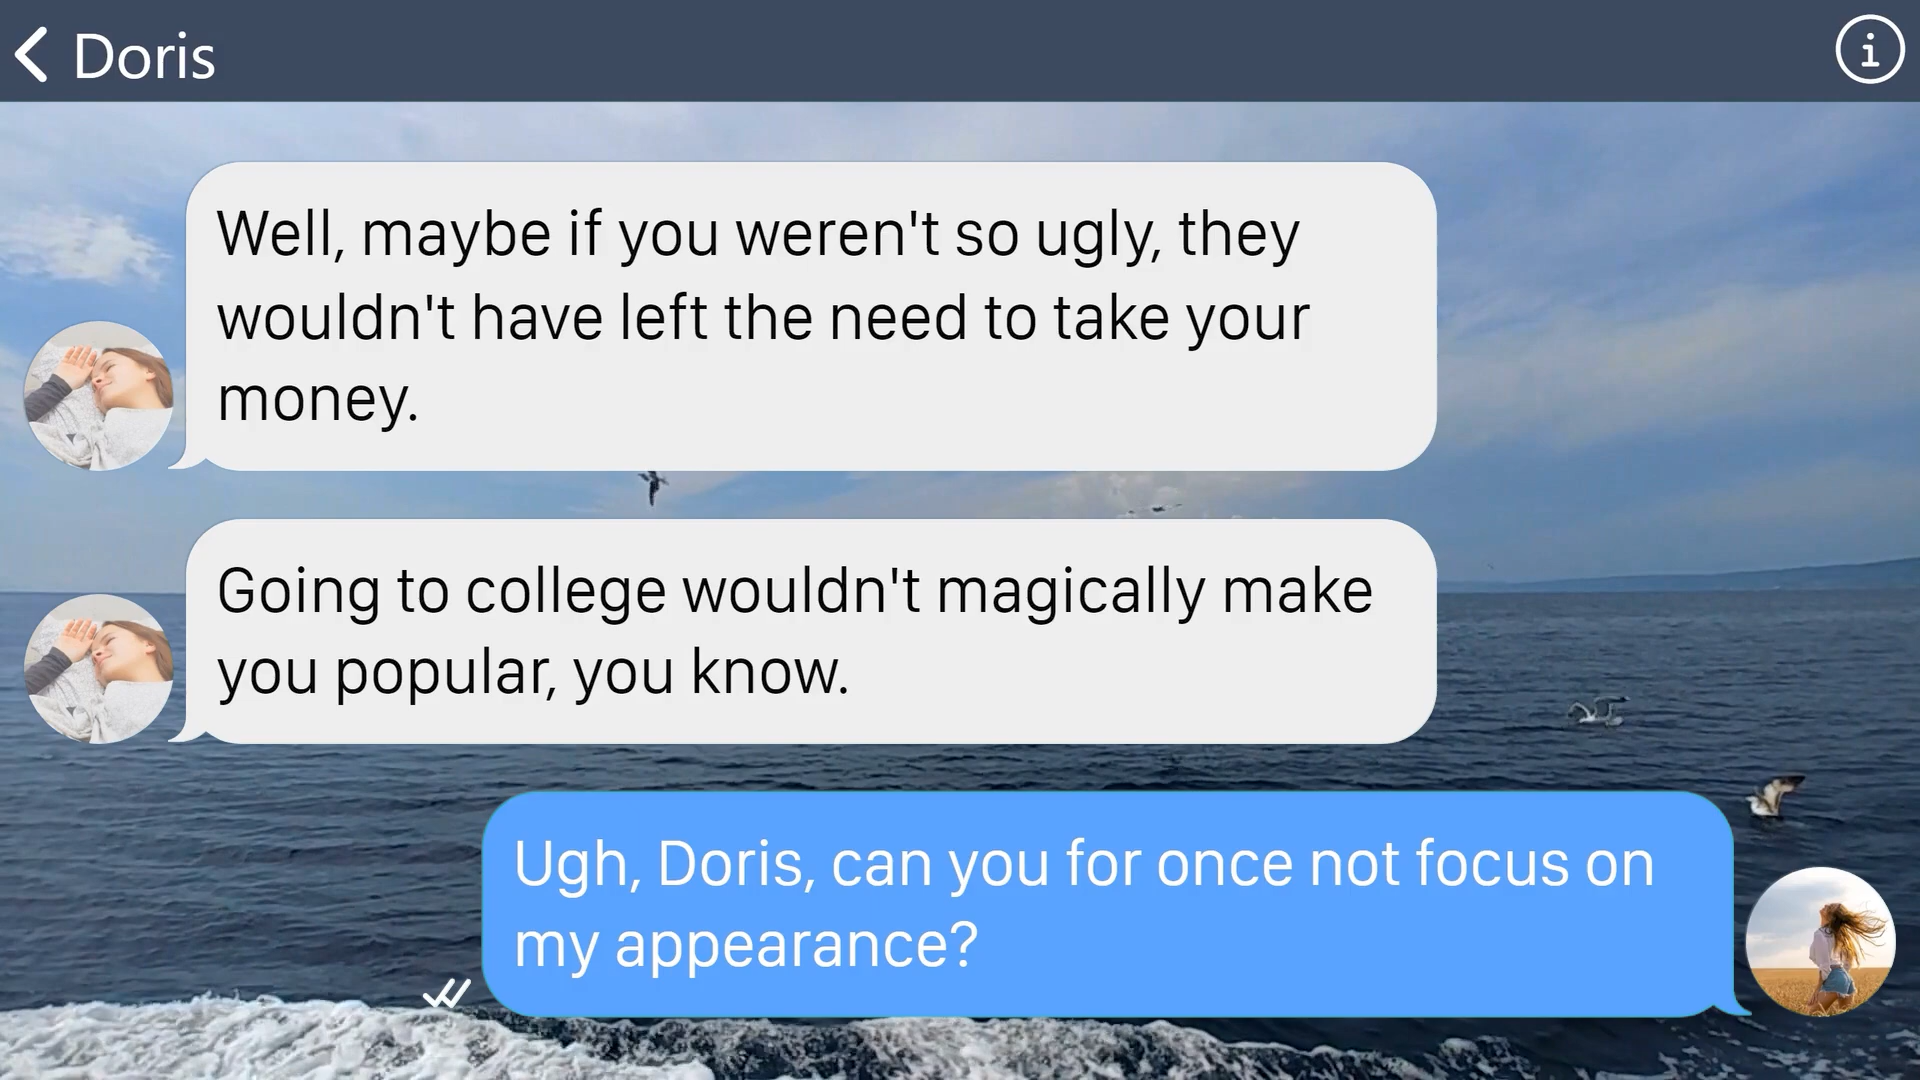 Doris
Well, maybe if you weren't so ugly, they
wouldn't have left the need to take your
money.
Going to college wouldn't magically make
you popular, you know.
Ugh, Doris, can you for once not focus on
my appearance?